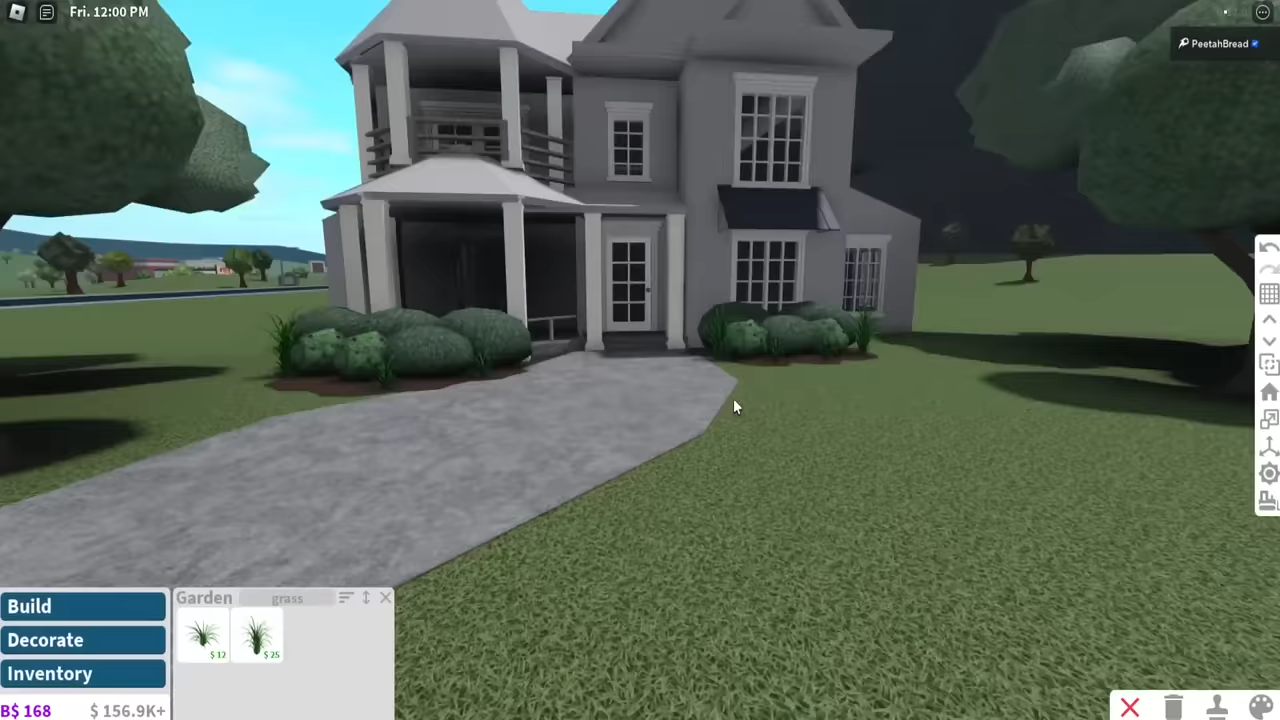 Fri. 12:00 PM
PeetahBread
Build
Decorate
Inventory
B$ 168 $ 156.9K+
Garden grass
$ 12 $ 25